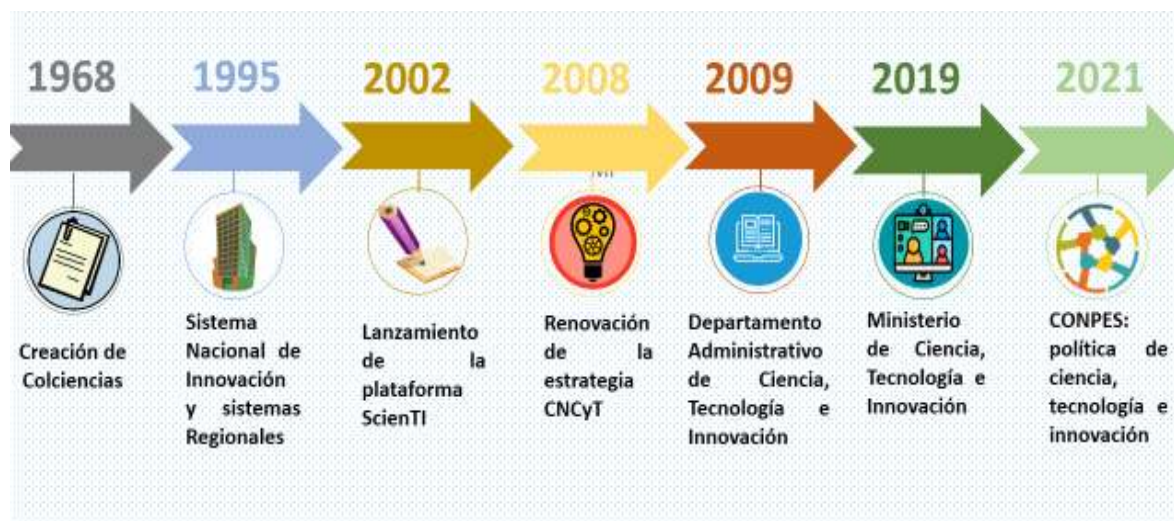 1968
1995
2002
2008
2009
2019
2021
Creación de
Colciencias
Sistema
Nacional de
Innovación
y sistemas
Regionales
Lanzamiento
de la
plataforma
ScienTI
Renovación
de la
estrategia
CNCyT
Departamento
Administrativo
de Ciencia,
Tecnología e
Innovación
Ministerio
de Ciencia,
Tecnología e
Innovación
CONPES:
política de
ciencia,
tecnología e
innovación